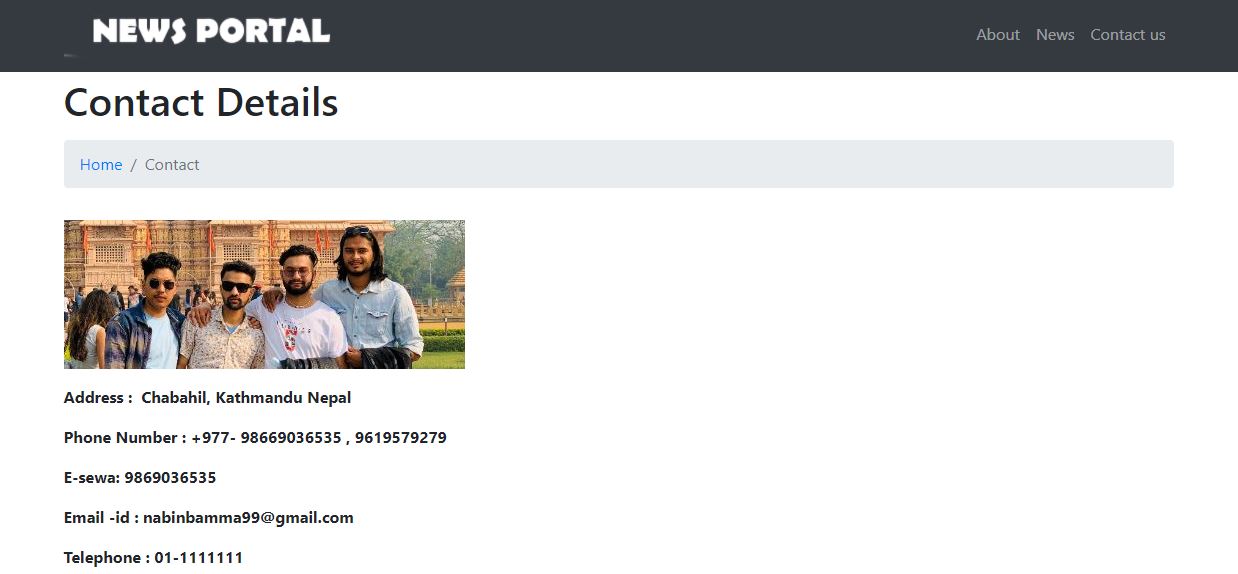 NEWS PORTAL
About News Contact us
Contact Details
Home / Contact
Address : Chabahil, Kathmandu Nepal
Phone Number : +977- 98669036535 , 9619579279
E-sewa: 9869036535
Email -id : nabinbamma99@gmail.com
Telephone : 01-1111111